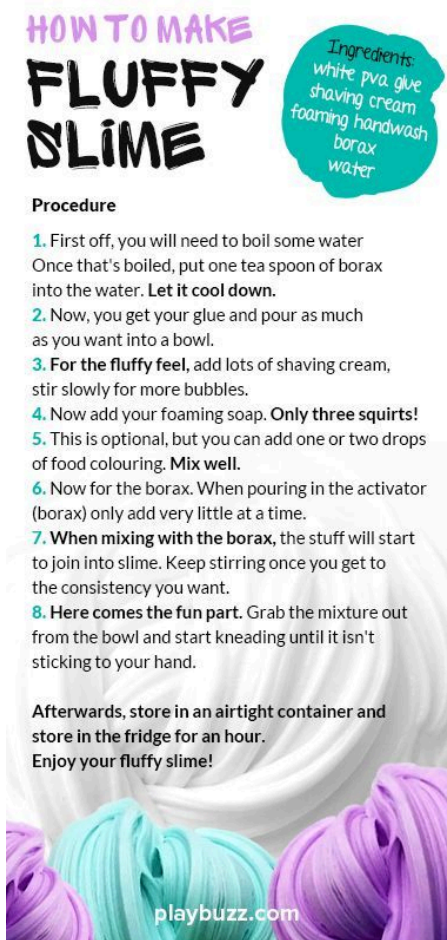 HOW TO MAKE
FLUFFY
SLIME
Ingredients:
white pva glue
shaving cream
foaming handwash
borax
water
Procedure
1. First off, you will need to boil some water
Once that's boiled, put one tea spoon of borax
into the water. Let it cool down.
2. Now, you get your glue and pour as much
as you want into a bowl.
3. For the fluffy feel, add lots of shaving cream,
stir slowly for more bubbles.
4. Now add your foaming soap. Only three squirts!
5. This is optional, but you can add one or two drops
of food colouring. Mix well.
6. Now for the borax. When pouring in the activator
(borax) only add very little at a time.
7. When mixing with the borax, the stuff will start
to join into slime. Keep stirring once you get to
the consistency you want.
8. Here comes the fun part. Grab the mixture out
from the bowl and start kneading until it isn't
sticking to your hand.
Afterwards, store in an airtight container and
store in the fridge for an hour.
Enjoy your fluffy slime!
playbuzz.com